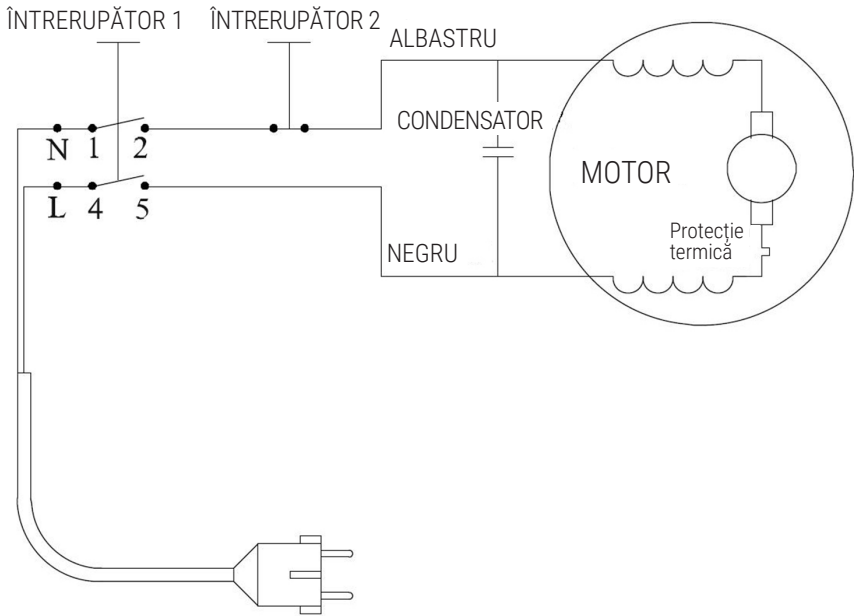 ÎNTRERUPĂTOR 1 ÎNTRERUPĂTOR 2
ALBASTRU
CONDENSATOR
N 1 2
MOTOR
L 4 5
Protecție
termică
NEGRU